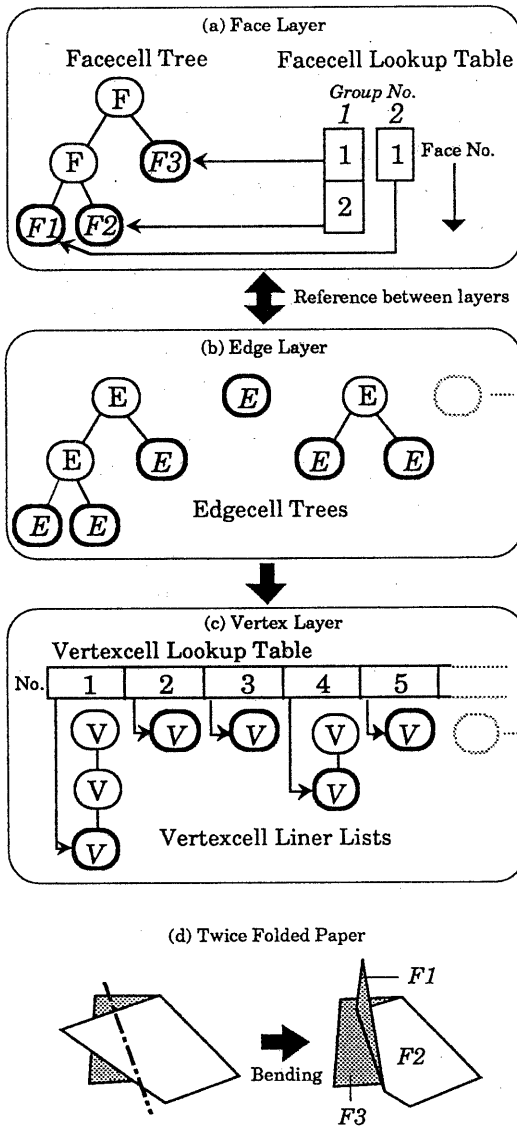 (a) Face Layer
Facecell Tree
Facecell Lookup Table
Group No.
1 2
F
F
F3
F1
F2
1
1
2
Face No.
Reference between layers
(b) Edge Layer
E
E
E
E
E
E
E
E
E
Edgecell Trees
(c) Vertex Layer
Vertexcell Lookup Table
No. 1 2 3 4 5
V
V
V
V
V
V
V
V
Vertexcell Liner Lists
(d) Twice Folded Paper
Bending
F1
F2
F3